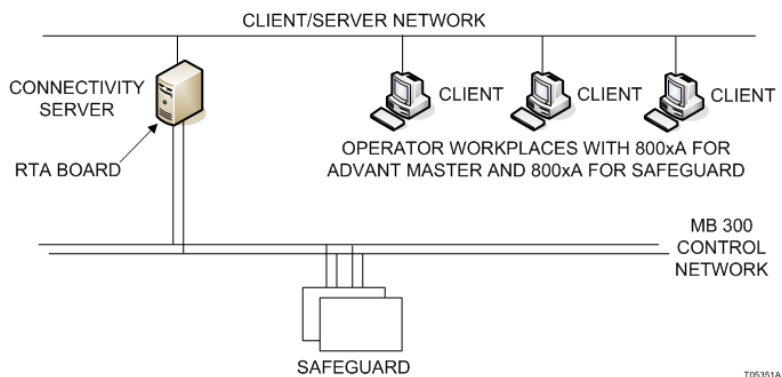 CLIENT/SERVER NETWORK
CONNECTIVITY
SERVER
RTA BOARD
CLIENT
CLIENT
CLIENT
OPERATOR WORKPLACES WITH 800xA FOR
ADVANT MASTER AND 800xA FOR SAFEGUARD
MB 300
CONTROL
NETWORK
SAFEGUARD
T05351A